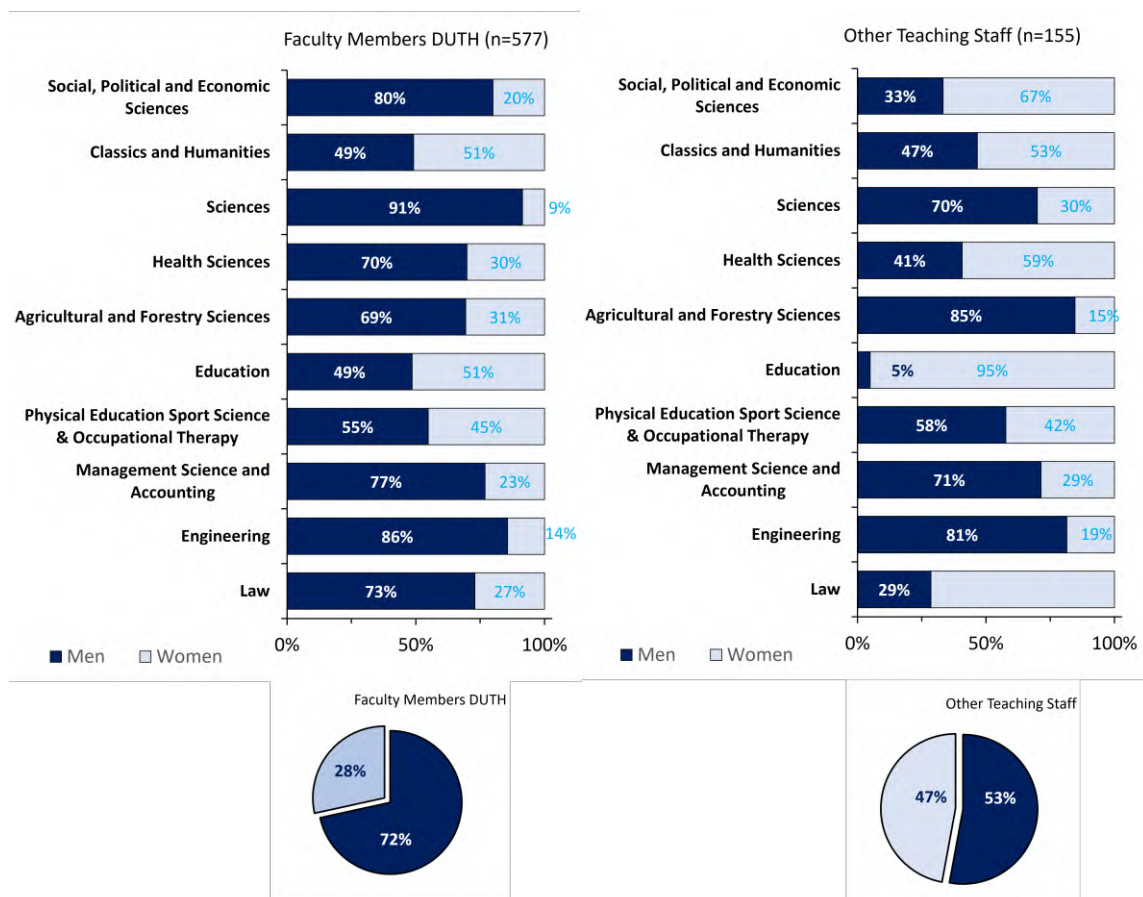 Faculty Members DUTH (n=577)
Social, Political and Economic
Sciences
80% 20%
Classics and Humanities
49% 51%
Sciences
91% 9%
Health Sciences
70% 30%
Agricultural and Forestry Sciences
69% 31%
Education
49% 51%
Physical Education Sport Science
& Occupational Therapy
55% 45%
Management Science and
Accounting
77% 23%
Engineering
86% 14%
Law
73% 27%
0% 50% 100%
Men Women
Other Teaching Staff (n=155)
Social, Political and Economic
Sciences
33% 67%
Classics and Humanities
47% 53%
Sciences
70% 30%
Health Sciences
41% 59%
Agricultural and Forestry Sciences
85% 15%
Education
5% 95%
Physical Education Sport Science
& Occupational Therapy
58% 42%
Management Science and
Accounting
71% 29%
Engineering
81% 19%
Law
29%
0% 50% 100%
Men Women
Faculty Members DUTH
28%
72%
Other Teaching Staff
47% 53%